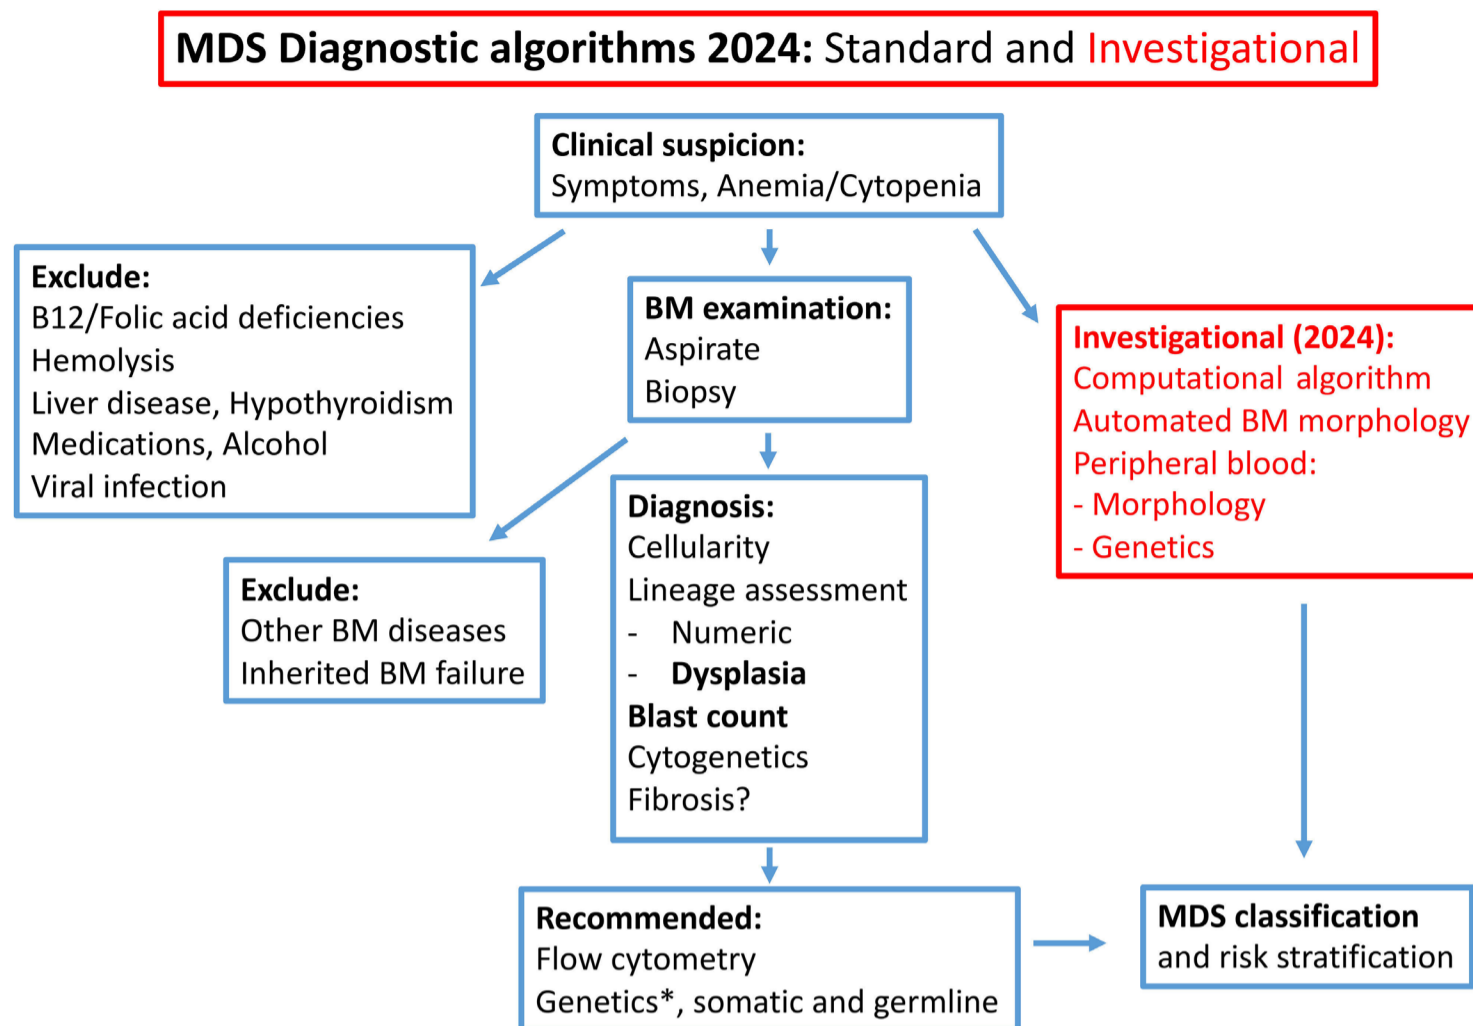 MDS Diagnostic algorithms 2024: Standard and Investigational
Clinical suspicion:
Symptoms, Anemia/Cytopenia
Exclude:
B12/Folic acid deficiencies
Hemolysis
Liver disease, Hypothyroidism
Medications, Alcohol
Viral infection
BM examination:
Aspirate
Biopsy
Investigational (2024):
Computational algorithm
Automated BM morphology
Peripheral blood:
- Morphology
- Genetics
Exclude:
Other BM diseases
Inherited BM failure
Diagnosis:
Cellularity
Lineage assessment
- Numeric
- Dysplasia
Blast count
Cytogenetics
Fibrosis?
Recommended:
Flow cytometry
Genetics*, somatic and germline
MDS classification
and risk stratification